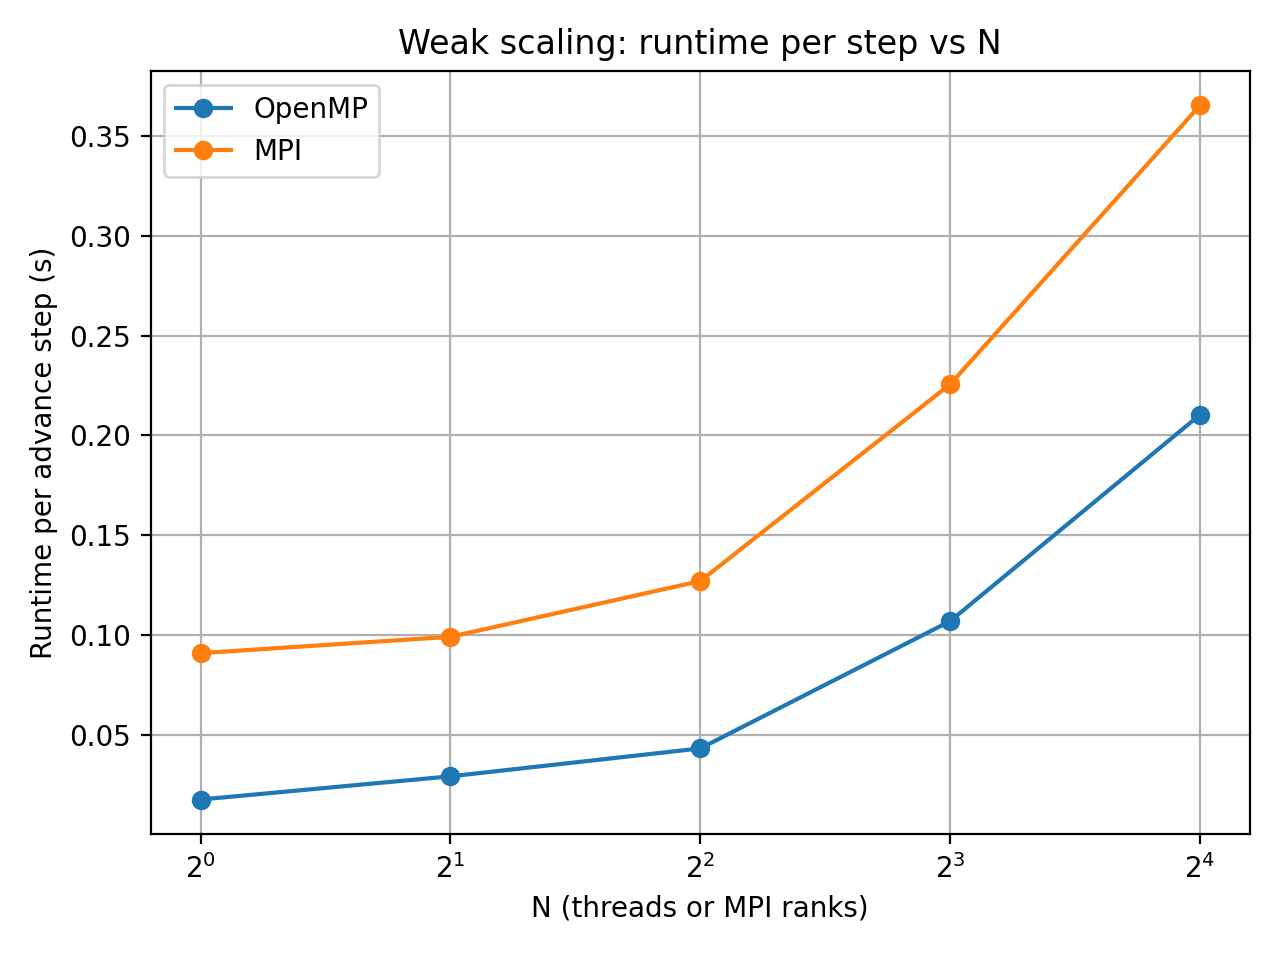 Weak scaling: runtime per step vs N
OpenMP
MPI
Runtime per advance step (s)
0.35
0.30
0.25
0.20
0.15
0.10
0.05
2⁰ 2¹ 2² 2³ 2⁴
N (threads or MPI ranks)